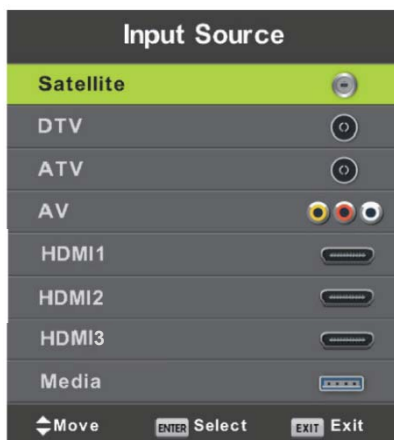 Input Source
Satellite
DTV
ATV
AV
HDMI1
HDMI2
HDMI3
Media
Move ENTER Select EXIT Exit